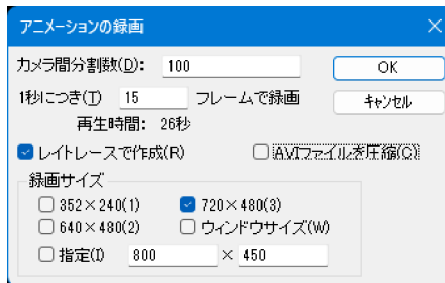 アニメーションの録画
カメラ間分割数(D): 100
OK
1秒につき(T) 15 フレームで録画
キャンセル
再生時間: 26秒
レイトレースで作成(R)
AVIファイルを圧縮(C)
録画サイズ
352×240(1)
720×480(3)
640×480(2)
ウィンドウサイズ(W)
指定(I) 800 × 450